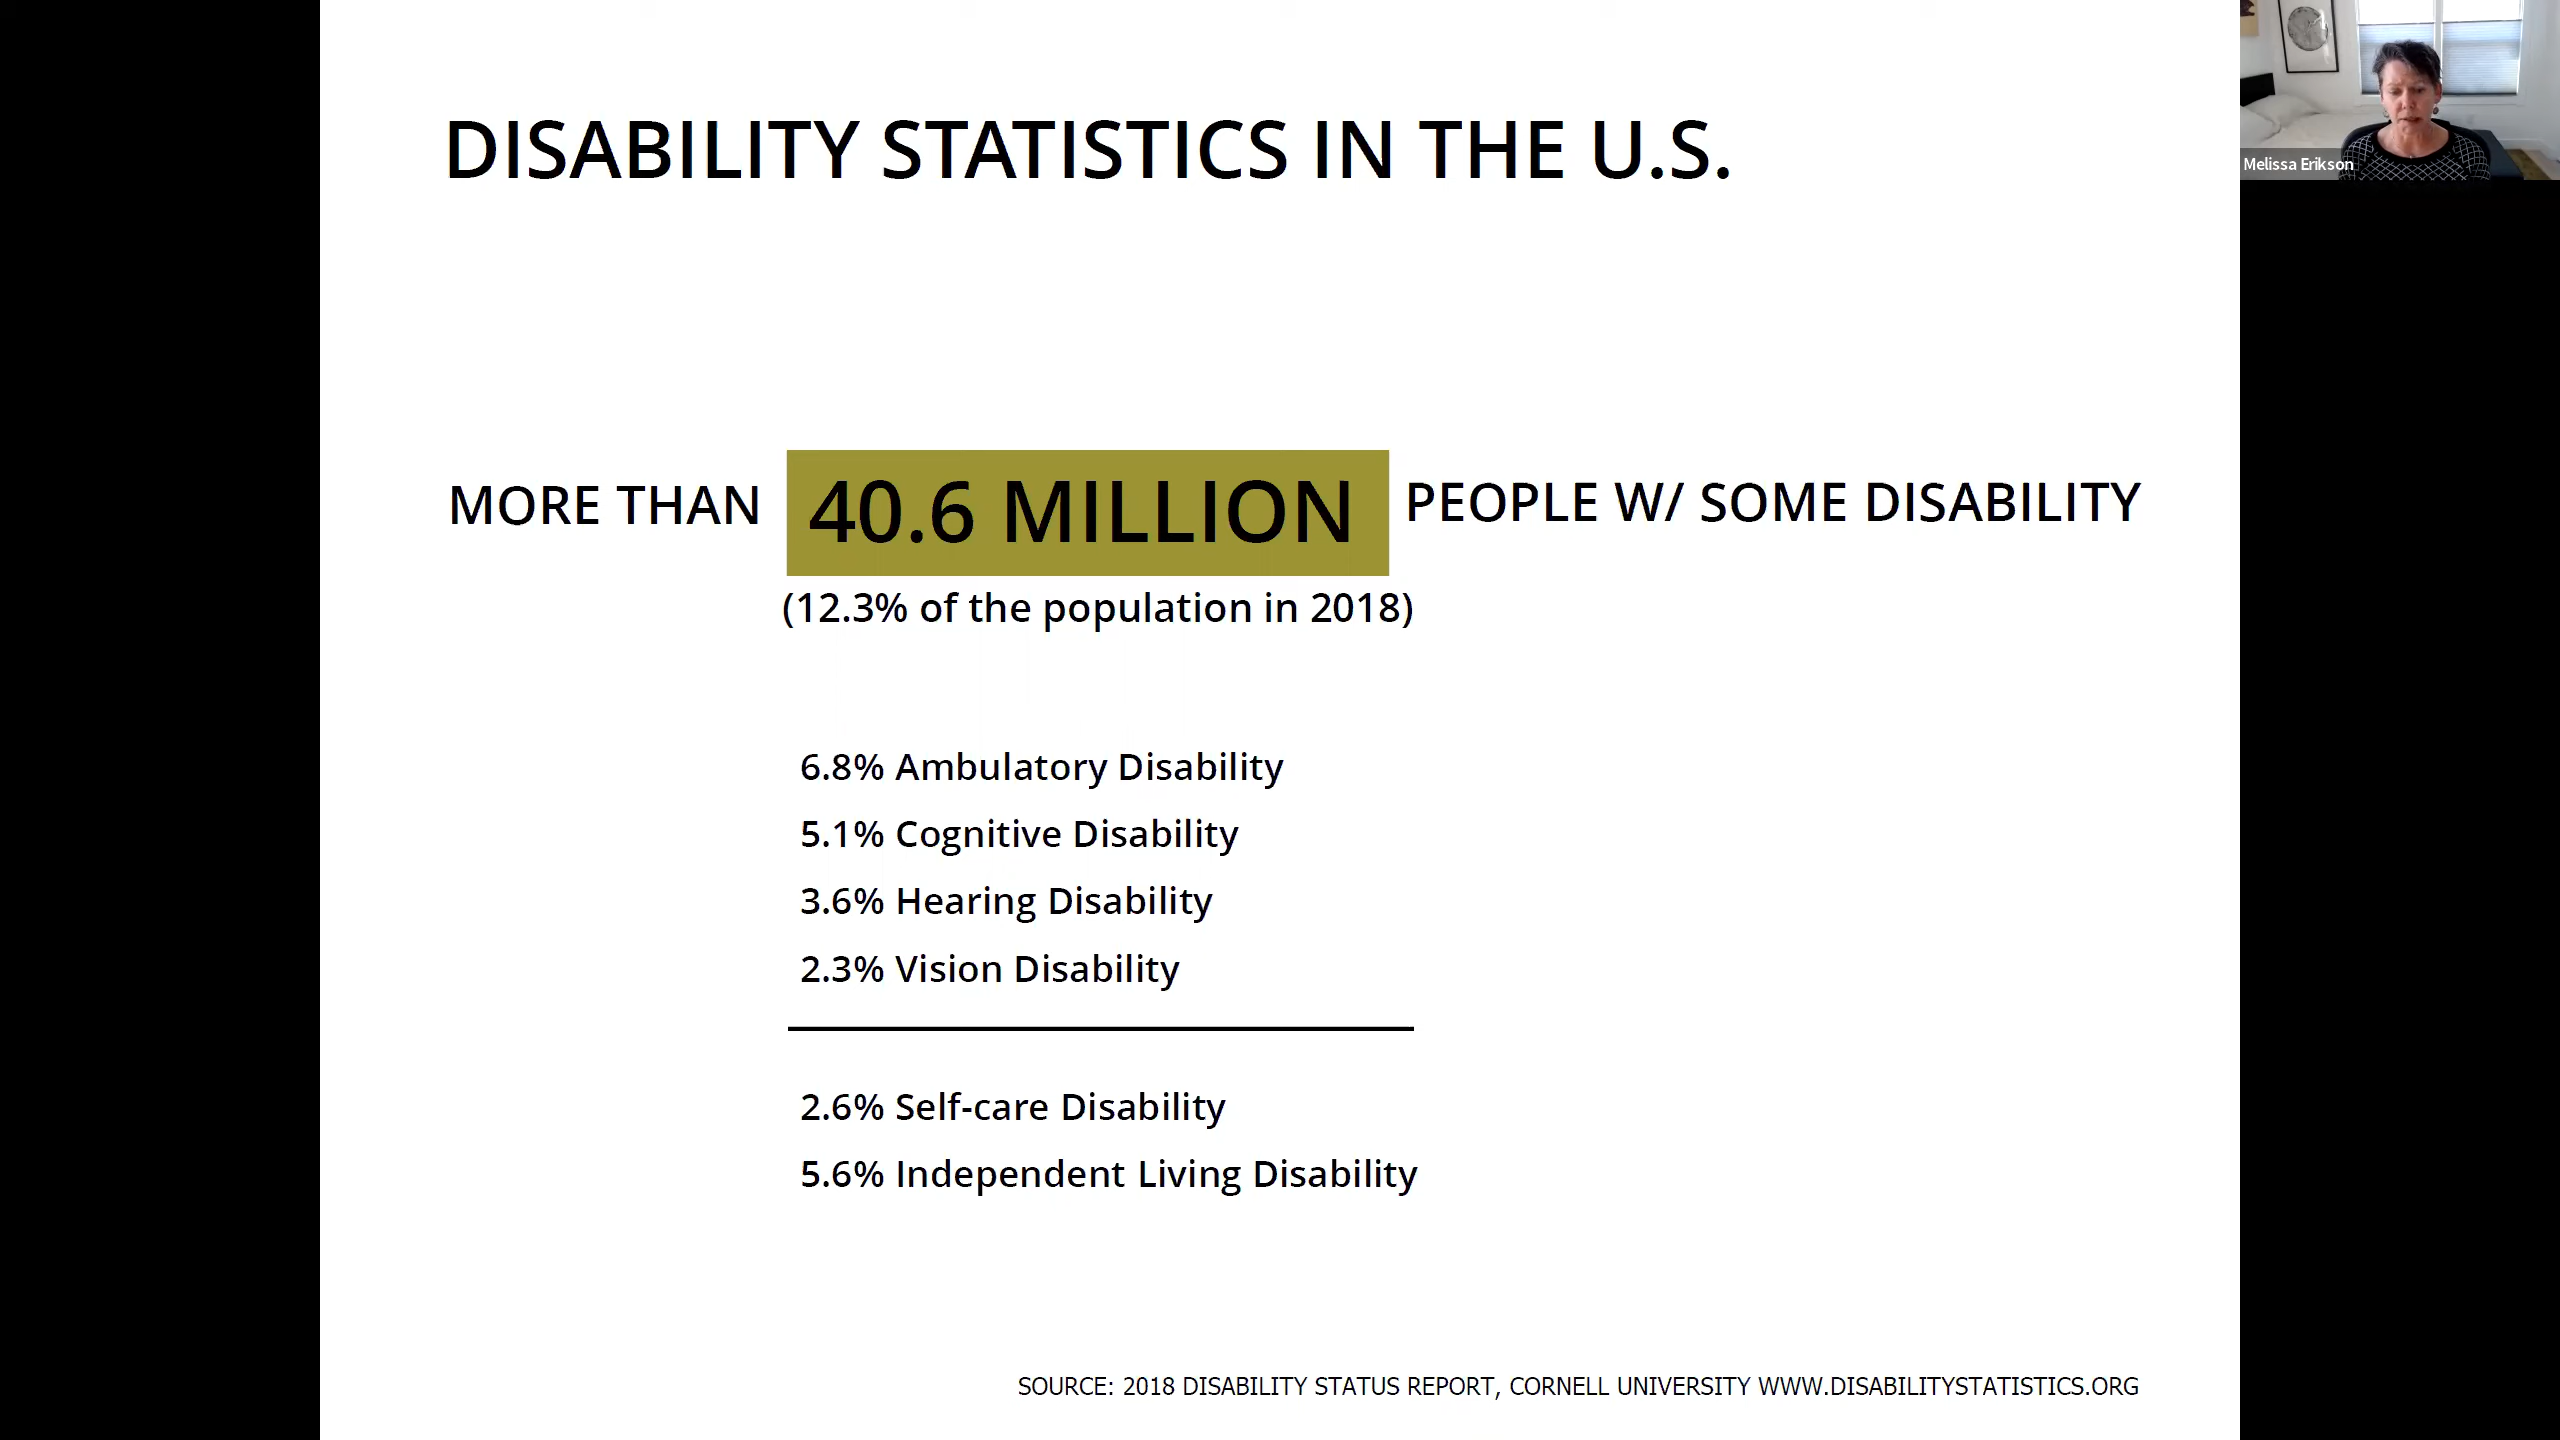 DISABILITY STATISTICS IN THE U.S.
Melissa Erikson
MORE THAN 40.6 MILLION PEOPLE W/ SOME DISABILITY
(12.3% of the population in 2018)
6.8% Ambulatory Disability
5.1% Cognitive Disability
3.6% Hearing Disability
2.3% Vision Disability
2.6% Self-care Disability
5.6% Independent Living Disability
SOURCE: 2018 DISABILITY STATUS REPORT, CORNELL UNIVERSITY WWW.DISABILITYSTATISTICS.ORG